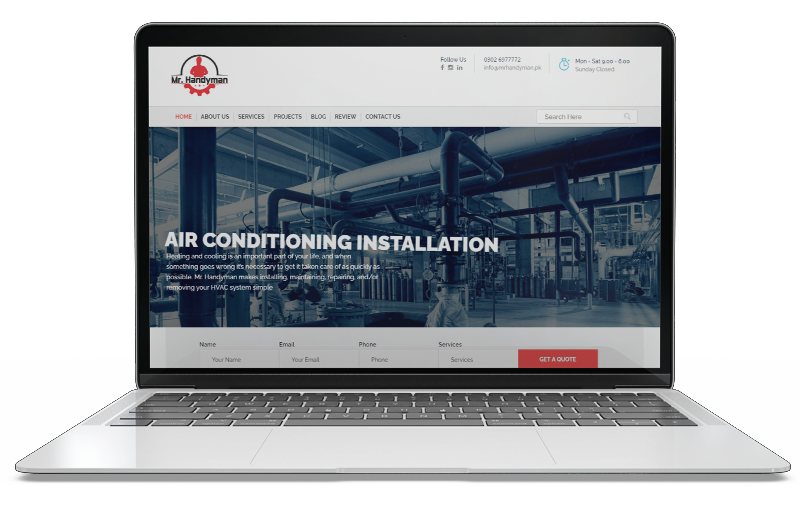 Mr. Handyman
Follow Us
0302 6977772
info@mrhandyman.pk
Mon - Sat 9.00 - 6.00
Sunday Closed
HOME
ABOUT US
SERVICES
PROJECTS
BLOG
REVIEW
CONTACT US
Search Here
AIR CONDITIONING INSTALLATION
Heating and cooling is an important part of your life, and when
something goes wrong it's necessary to get it taken care of as quickly as
possible. Mr. Handyman makes installing, maintaining, repairing, and/or
removing your HVAC system simple
Name
Email
Phone
Services
Your Name
Your Email
Phone
Services
GET A QUOTE